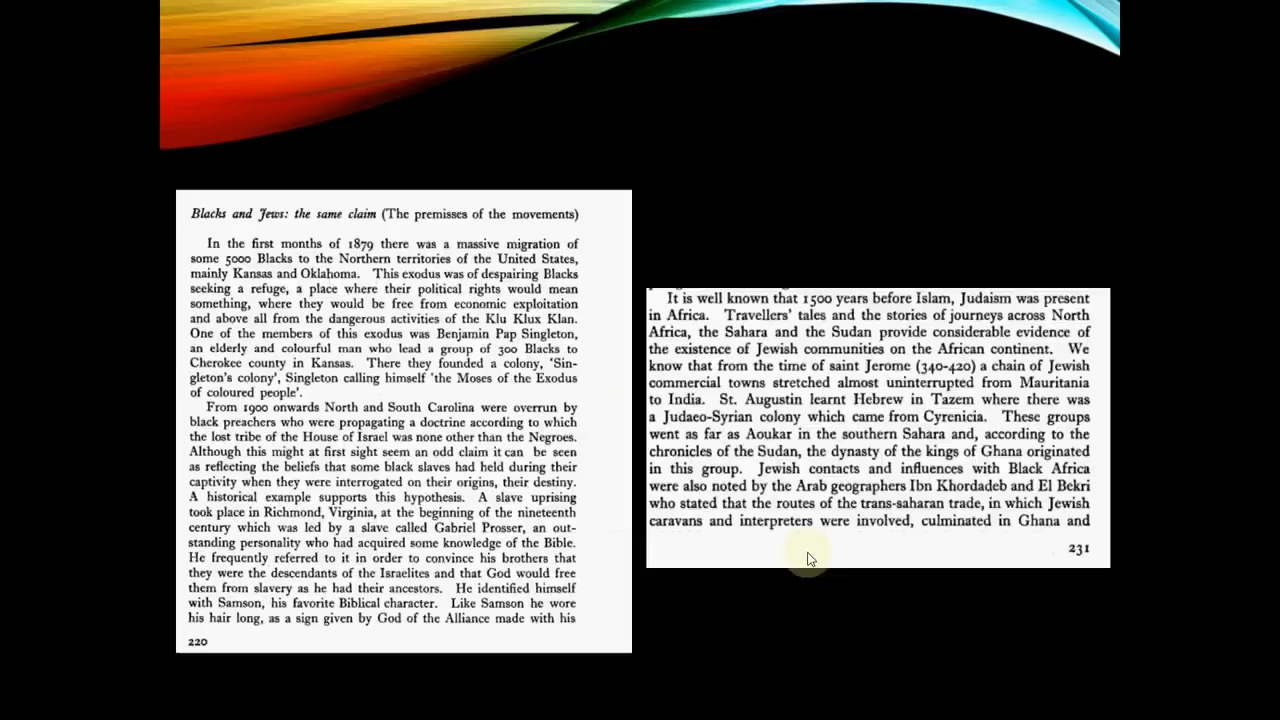 Blacks and Jews: the same claim (The premisses of the movements)
In the first months of 1879 there was a massive migration of
some 5000 Blacks to the Northern territories of the United States,
mainly Kansas and Oklahoma. This exodus was of despairing Blacks
seeking a refuge, a place where their political rights would mean
something, where they would be free from economic exploitation
and above all from the dangerous activities of the Klu Klux Klan.
One of the members of this exodus was Benjamin Pap Singleton,
an elderly and colourful man who lead a group of 300 Blacks to
Cherokee county in Kansas. There they founded a colony, 'Sin-
gleton's colony', Singleton calling himself 'the Moses of the Exodus
of coloured people'.
From 1900 onwards North and South Carolina were overrun by
black preachers who were propagating a doctrine according to which
the lost tribe of the House of Israel was none other than the Negroes.
Although this might at first sight seem an odd claim it can be seen
as reflecting the beliefs that some black slaves had held during their
captivity when they were interrogated on their origins, their destiny.
A historical example supports this hypothesis. A slave uprising
took place in Richmond, Virginia, at the beginning of the nineteenth
century which was led by a slave called Gabriel Prosser, an out-
standing personality who had acquired some knowledge of the Bible.
He frequently referred to it in order to convince his brothers that
they were the descendants of the Israelites and that God would free
them from slavery as he had their ancestors. He identified himself
with Samson, his favorite Biblical character. Like Samson he wore
his hair long, as a sign given by God of the Alliance made with his
220
It is well known that 1500 years before Islam, Judaism was present
in Africa. Travellers' tales and the stories of journeys across North
Africa, the Sahara and the Sudan provide considerable evidence of
the existence of Jewish communities on the African continent. We
know that from the time of saint Jerome (340-420) a chain of Jewish
commercial towns stretched almost uninterrupted from Mauritania
to India. St. Augustin learnt Hebrew in Tazem where there was
a Judaeo-Syrian colony which came from Cyrenicia. These groups
went as far as Aoukar in the southern Sahara and, according to the
chronicles of the Sudan, the dynasty of the kings of Ghana originated
in this group. Jewish contacts and influences with Black Africa
were also noted by the Arab geographers Ibn Khordadeb and El Bekri
who stated that the routes of the trans-saharan trade, in which Jewish
caravans and interpreters were involved, culminated in Ghana and
231